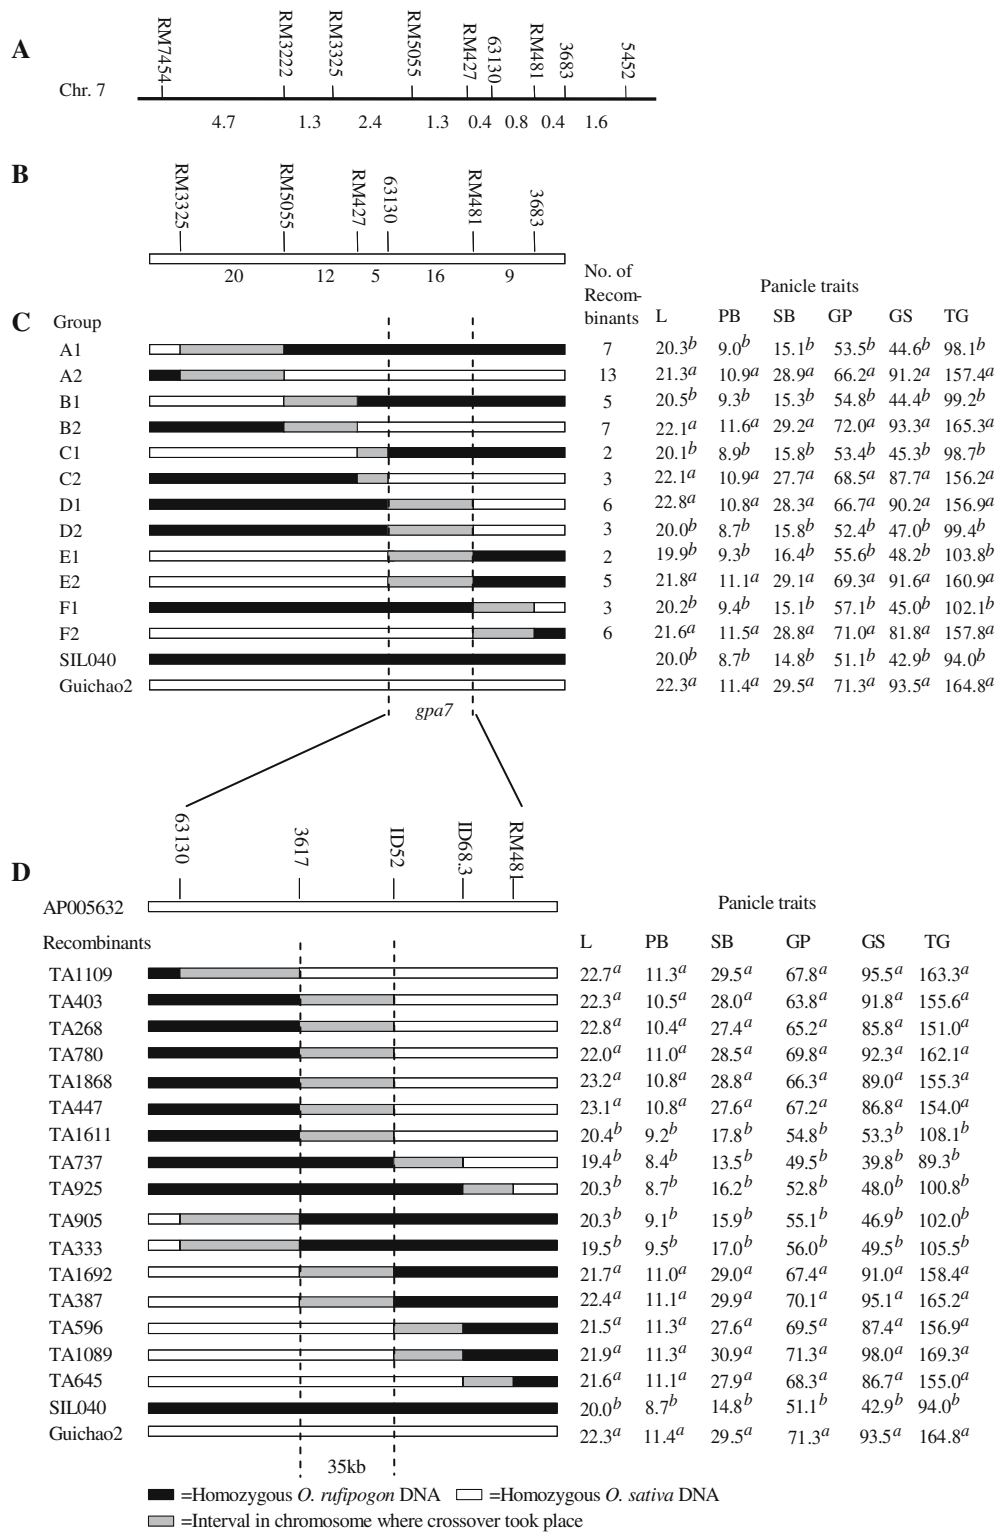 A
RM7454 RM3222 RM3325 RM5055 RM427 63130 RM481 3683 5452
Chr. 7
4.7 1.3 2.4 1.3 0.4 0.8 0.4 1.6
B
RM3325 RM5055 RM427 63130 RM481 3683
20 12 5 16 9
No. of Recom-binants
Panicle traits
C Group L PB SB GP GS TG
A1 7 20.3b 9.0b 15.1b 53.5b 44.6b 98.1b
A2 13 21.3a 10.9a 28.9a 66.2a 91.2a 157.4a
B1 5 20.5b 9.3b 15.3b 54.8b 44.4b 99.2b
B2 7 22.1a 11.6a 29.2a 72.0a 93.3a 165.3a
C1 2 20.1b 8.9b 15.8b 53.4b 45.3b 98.7b
C2 3 22.1a 10.9a 27.7a 68.5a 87.7a 156.2a
D1 6 22.8a 10.8a 28.3a 66.7a 90.2a 156.9a
D2 3 20.0b 8.7b 15.8b 52.4b 47.0b 99.4b
E1 2 19.9b 9.3b 16.4b 55.6b 48.2b 103.8b
E2 5 21.8a 11.1a 29.1a 69.3a 91.6a 160.9a
F1 3 20.2b 9.4b 15.1b 57.1b 45.0b 102.1b
F2 6 21.6a 11.5a 28.8a 71.0a 81.8a 157.8a
SIL040 20.0b 8.7b 14.8b 51.1b 42.9b 94.0b
Guichao2 22.3a 11.4a 29.5a 71.3a 93.5a 164.8a
gpa7
63130 3617 ID52 ID68.3 RM481
D
AP005632
Panicle traits
Recombinants L PB SB GP GS TG
TA1109 22.7a 11.3a 29.5a 67.8a 95.5a 163.3a
TA403 22.3a 10.5a 28.0a 63.8a 91.8a 155.6a
TA268 22.8a 10.4a 27.4a 65.2a 85.8a 151.0a
TA780 22.0a 11.0a 28.5a 69.8a 92.3a 162.1a
TA1868 23.2a 10.8a 28.8a 66.3a 89.0a 155.3a
TA447 23.1a 10.8a 27.6a 67.2a 86.8a 154.0a
TA1611 20.4b 9.2b 17.8b 54.8b 53.3b 108.1b
TA737 19.4b 8.4b 13.5b 49.5b 39.8b 89.3b
TA925 20.3b 8.7b 16.2b 52.8b 48.0b 100.8b
TA905 20.3b 9.1b 15.9b 55.1b 46.9b 102.0b
TA333 19.5b 9.5b 17.0b 56.0b 49.5b 105.5b
TA1692 21.7a 11.0a 29.0a 67.4a 91.0a 158.4a
TA387 22.4a 11.1a 29.9a 70.1a 95.1a 165.2a
TA596 21.5a 11.3a 27.6a 69.5a 87.4a 156.9a
TA1089 21.9a 11.3a 30.9a 71.3a 98.0a 169.3a
TA645 21.6a 11.1a 27.9a 68.3a 86.7a 155.0a
SIL040 20.0b 8.7b 14.8b 51.1b 42.9b 94.0b
Guichao2 22.3a 11.4a 29.5a 71.3a 93.5a 164.8a
35kb
=Homozygous O. rufipogon DNA =Homozygous O. sativa DNA
=Interval in chromosome where crossover took place